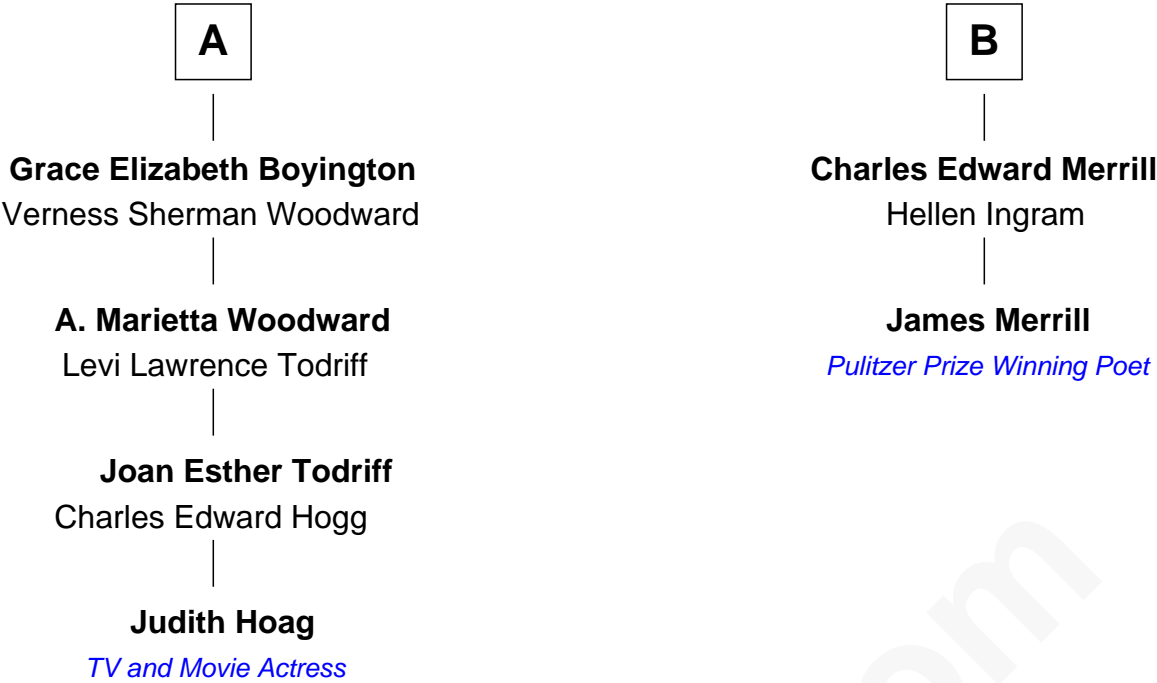 A
Grace Elizabeth Boyington
Verness Sherman Woodward
A. Marietta Woodward
Levi Lawrence Todriff
Joan Esther Todriff
Charles Edward Hogg
Judith Hoag
TV and Movie Actress
B
Charles Edward Merrill
Hellen Ingram
James Merrill
Pulitzer Prize Winning Poet
om